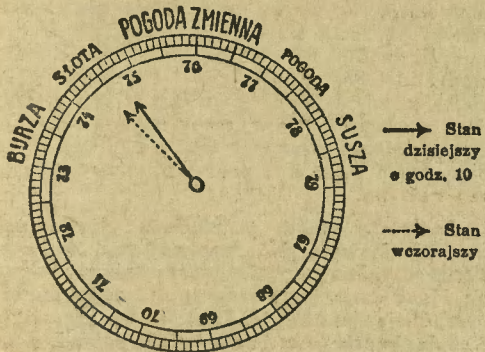 BURZA
SŁOTA
POGODA ZMIENNA
POGODA
SUSZA
73
74
75
76
77
78
79
67
68
69
70
71
72
Stan
dzisiejszy
o godz. 10
Stan
wczorajszy